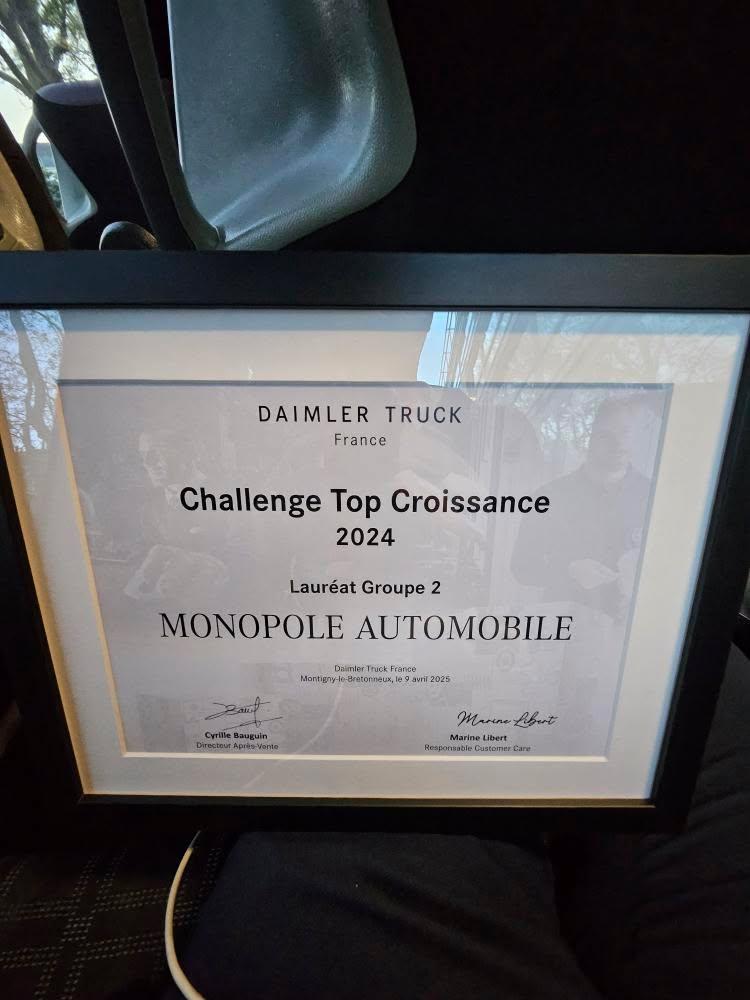 DAIMLER TRUCK
France
Challenge Top Croissance
2024
Lauréat Groupe 2
MONOPOLE AUTOMOBILE
Daimler Truck France
Montigny-le-Bretonneux, le 9 avril 2025
Marine Libert
Cyrille Bauguin
Marine Libert
Directeur Après-Vente
Responsable Customer Care